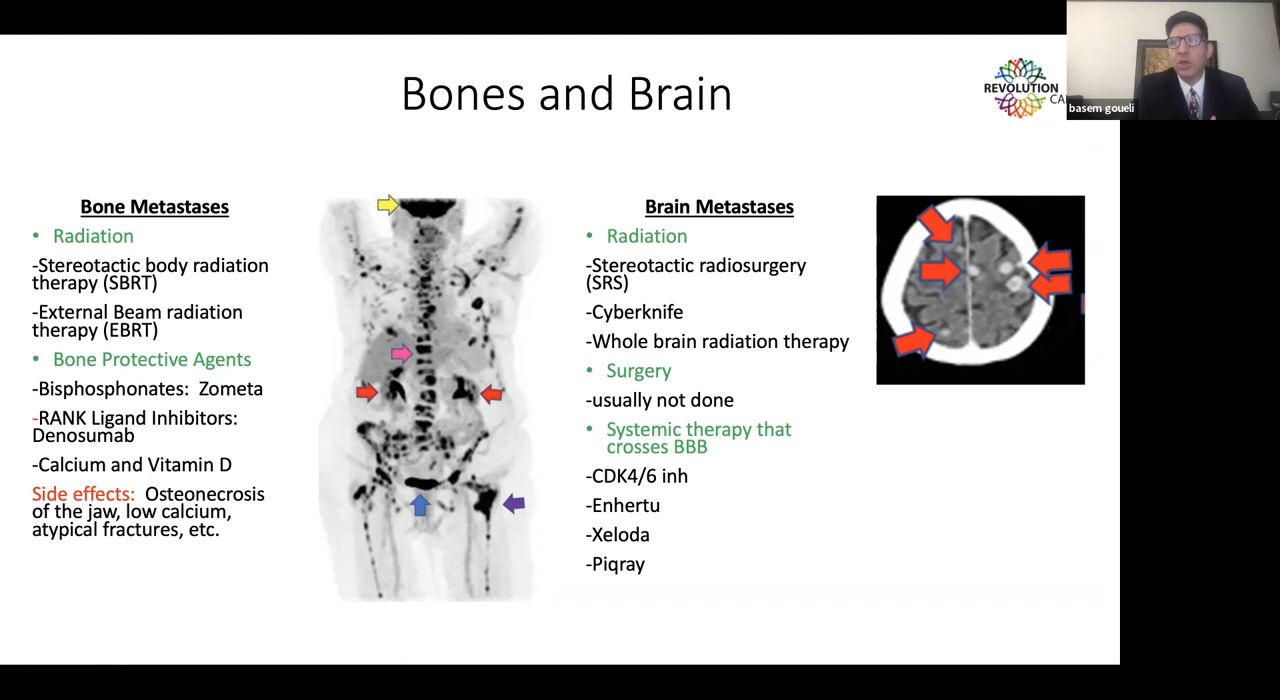 Bones and Brain
REVOLUTION
CA
basem goueli
Bone Metastases
• Radiation
-Stereotactic body radiation
therapy (SBRT)
-External Beam radiation
therapy (EBRT)
• Bone Protective Agents
-Bisphosphonates: Zometa
-RANK Ligand Inhibitors:
Denosumab
-Calcium and Vitamin D
Side effects: Osteonecrosis
of the jaw, low calcium,
atypical fractures, etc.
Brain Metastases
• Radiation
-Stereotactic radiosurgery
(SRS)
-Cyberknife
-Whole brain radiation therapy
• Surgery
-usually not done
• Systemic therapy that
crosses BBB
-CDK4/6 inh
-Enhertu
-Xeloda
-Piqray